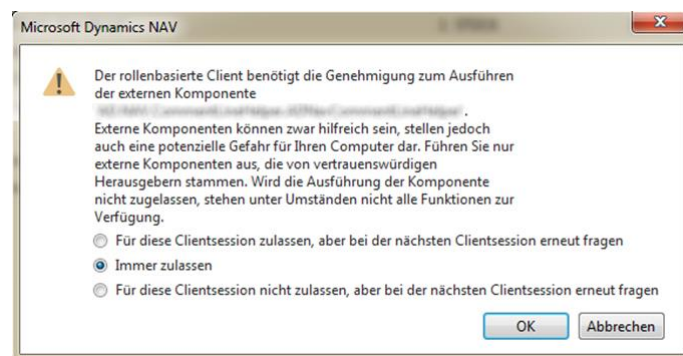 Microsoft Dynamics NAV
Der rollenbasierte Client benötigt die Genehmigung zum Ausführen
der externen Komponente
Externe Komponenten können zwar hilfreich sein, stellen jedoch
auch eine potenzielle Gefahr für Ihren Computer dar. Führen Sie nur
externe Komponenten aus, die von vertrauenswürdigen
Herausgebern stammen. Wird die Ausführung der Komponente
nicht zugelassen, stehen unter Umständen nicht alle Funktionen zur
Verfügung.
Für diese Clientsession zulassen, aber bei der nächsten Clientsession erneut fragen
Immer zulassen
Für diese Clientsession nicht zulassen, aber bei der nächsten Clientsession erneut fragen
OK Abbrechen